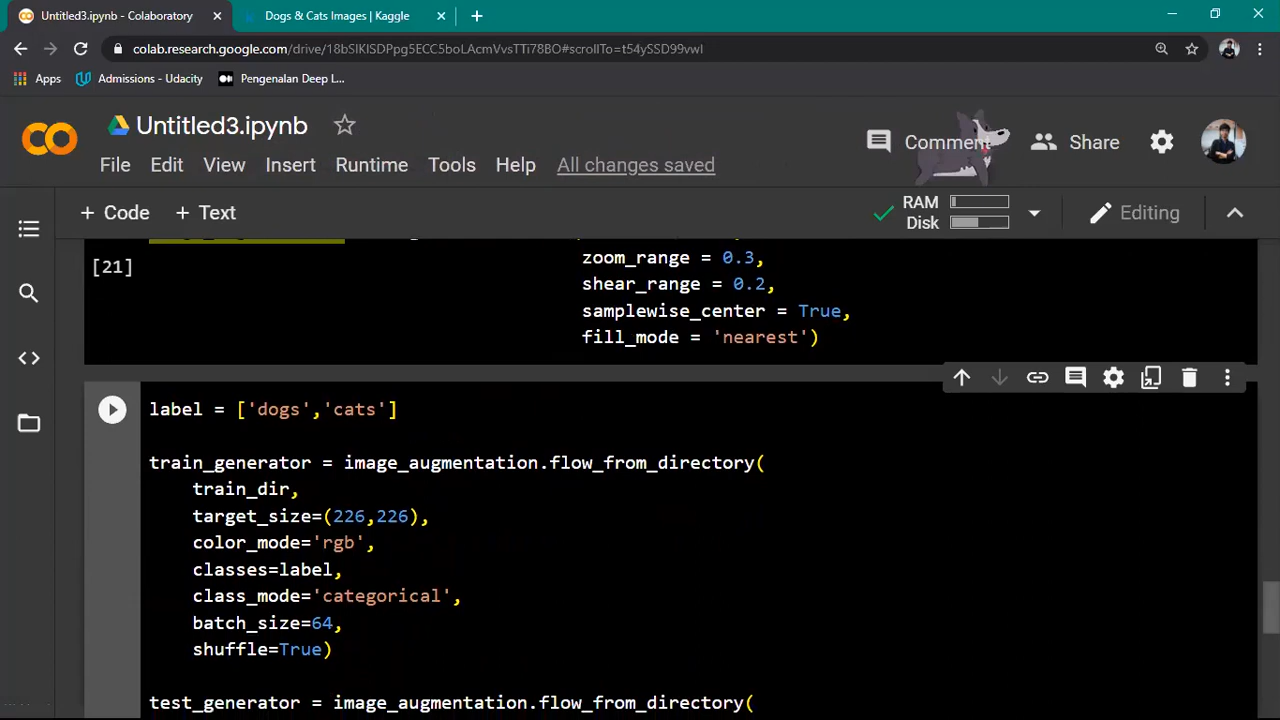 Untitled3.ipynb - Colaboratory
Dogs & Cats Images | Kaggle
colab.research.google.com/drive/18bSlKlSDPpg5ECC5boLAcmVvsTTi78BO#scrollTo=t54ySSD99vwI
Apps
Admissions - Udacity
Pengenalan Deep L...
Untitled3.ipynb
Comment
Share
File Edit View Insert Runtime Tools Help All changes saved
+ Code + Text
RAM
Disk
Editing
[21]
zoom_range = 0.3,
shear_range = 0.2,
samplewise_center = True,
fill_mode = 'nearest')
label = ['dogs','cats']
train_generator = image_augmentation.flow_from_directory(
train_dir,
target_size=(226,226),
color_mode='rgb',
classes=label,
class_mode='categorical',
batch_size=64,
shuffle=True)
test_generator = image_augmentation.flow_from_directory(